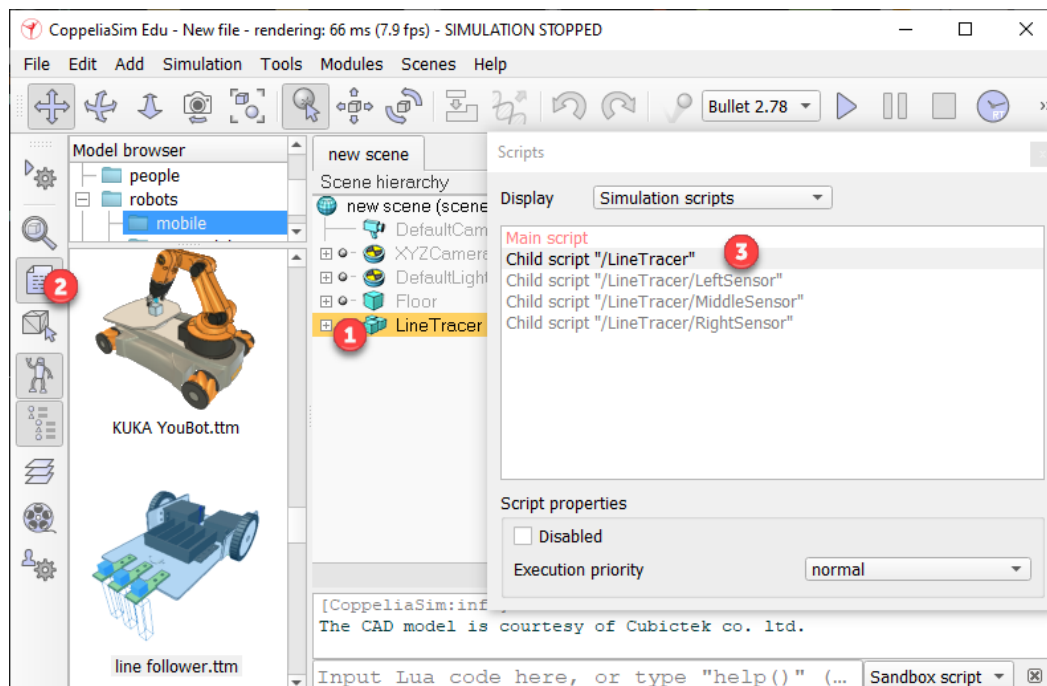 CoppeliaSim Edu - New file - rendering: 66 ms (7.9 fps) - SIMULATION STOPPED
File Edit Add Simulation Tools Modules Scenes Help
Bullet 2.78
RT
Model browser
people
robots
mobile
KUKA YouBot.ttm
line follower.ttm
new scene
Scene hierarchy
new scene (scene
DefaultCam
XYZCamera
DefaultLight
Floor
LineTracer
1
2
Scripts
Display Simulation scripts
Main script
Child script "/LineTracer"
3
Child script "/LineTracer/LeftSensor"
Child script "/LineTracer/MiddleSensor"
Child script "/LineTracer/RightSensor"
Script properties
Disabled
Execution priority normal
[CoppeliaSim:inf
The CAD model is courtesy of Cubictek co. ltd.
Input Lua code here, or type "help()" (... Sandbox script